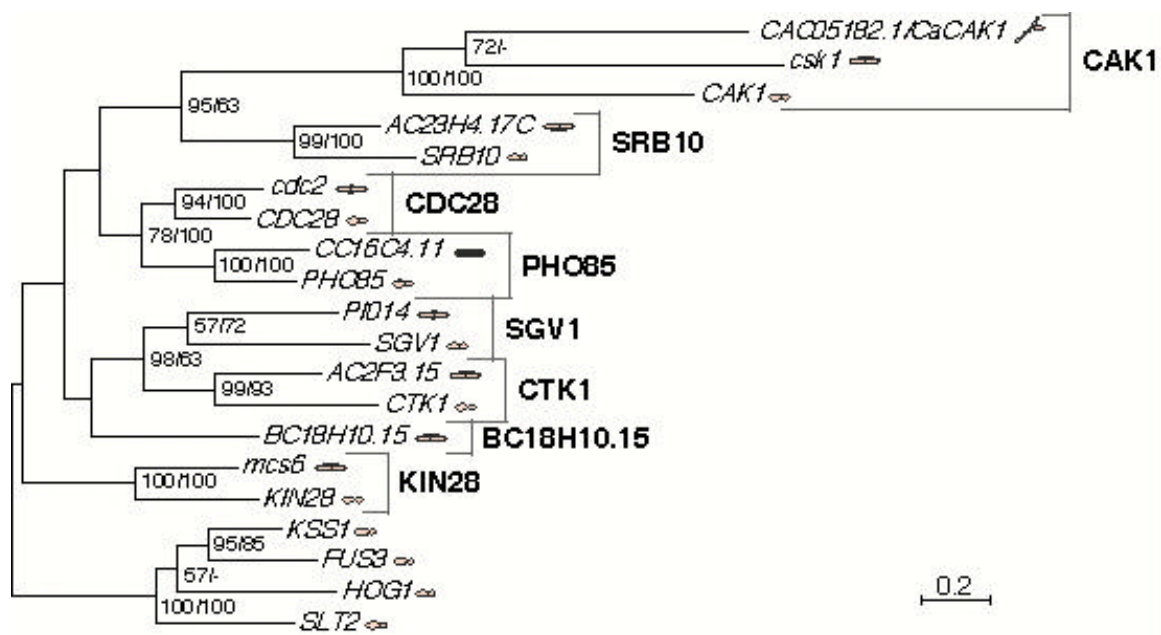 CAC05182.1/CaCAK1
72/-
csk1
CAK1
100/100
CAK1
95/63
AC23H4.17C
99/100
SRB10
SRB10
cdc2
94/100
CDC28
CDC28
78/100
CC16C4.11
100/100
PHO85
PHO85
PI014
57/72
SGV1
SGV1
98/63
AC2F3.15
99/93
CTK1
CTK1
BC18H10.15
BC18H10.15
mcs6
100/100
KIN28
KIN28
KSS1
95/85
FUS3
57/-
HOG1
0.2
100/100
SLT2